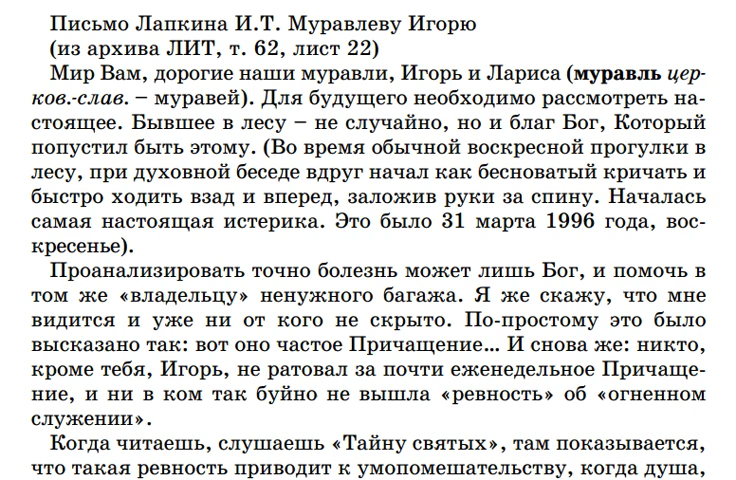 Письмо Лапкина И.Т. Муравлеву Игорю
(из архива ЛИТ, т. 62, лист 22)
Мир Вам, дорогие наши муравли, Игорь и Лариса (муравль цер-
ков.-слав. – муравей). Для будущего необходимо рассмотреть на-
стоящее. Бывшее в лесу – не случайно, но и благ Бог, Который
попустил быть этому. (Во время обычной воскресной прогулки в
лесу, при духовной беседе вдруг начал как бесноватый кричать и
быстро ходить взад и вперед, заложив руки за спину. Началась
самая настоящая истерика. Это было 31 марта 1996 года, вос-
кресенье).
Проанализировать точно болезнь может лишь Бог, и помочь в
том же «владельцу» ненужного багажа. Я же скажу, что мне
видится и уже ни от кого не скрыто. По-простому это было
высказано так: вот оно частое Причащение... И снова же: никто,
кроме тебя, Игорь, не ратовал за почти еженедельное Причаще-
ние, и ни в ком так буйно не вышла «ревность» об «огненном
служении».
Когда читаешь, слушаешь «Тайну святых», там показывается,
что такая ревность приводит к умопомешательству, когда душа,